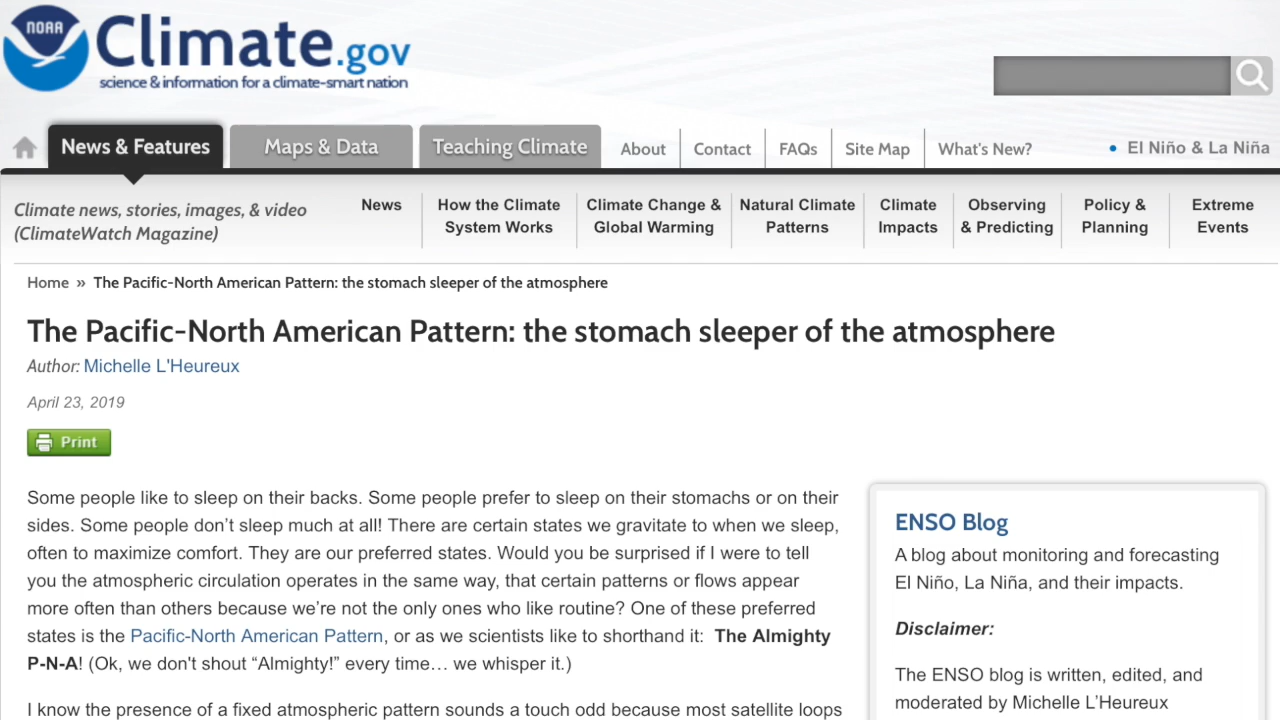 NOAA
Climate.gov
science & information for a climate-smart nation
News & Features
Maps & Data
Teaching Climate
About
Contact
FAQs
Site Map
What's New?
• El Niño & La Niña
Climate news, stories, images, & video
(ClimateWatch Magazine)
News
How the Climate
System Works
Climate Change &
Global Warming
Natural Climate
Patterns
Climate
Impacts
Observing
& Predicting
Policy &
Planning
Extreme
Events
Home » The Pacific-North American Pattern: the stomach sleeper of the atmosphere
The Pacific-North American Pattern: the stomach sleeper of the atmosphere
Author: Michelle L'Heureux
April 23, 2019
Print
Some people like to sleep on their backs. Some people prefer to sleep on their stomachs or on their
sides. Some people don’t sleep much at all! There are certain states we gravitate to when we sleep,
often to maximize comfort. They are our preferred states. Would you be surprised if I were to tell
you the atmospheric circulation operates in the same way, that certain patterns or flows appear
more often than others because we’re not the only ones who like routine? One of these preferred
states is the Pacific-North American Pattern, or as we scientists like to shorthand it: The Almighty
P-N-A! (Ok, we don't shout “Almighty!” every time… we whisper it.)
I know the presence of a fixed atmospheric pattern sounds a touch odd because most satellite loops
ENSO Blog
A blog about monitoring and forecasting
El Niño, La Niña, and their impacts.
Disclaimer:
The ENSO blog is written, edited, and
moderated by Michelle L’Heureux